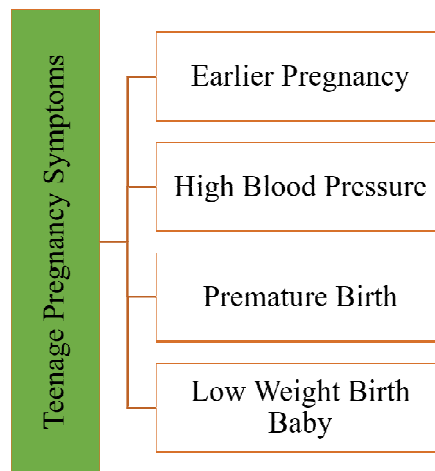 Teenage Pregnancy Symptoms
Earlier Pregnancy
High Blood Pressure
Premature Birth
Low Weight Birth
Baby